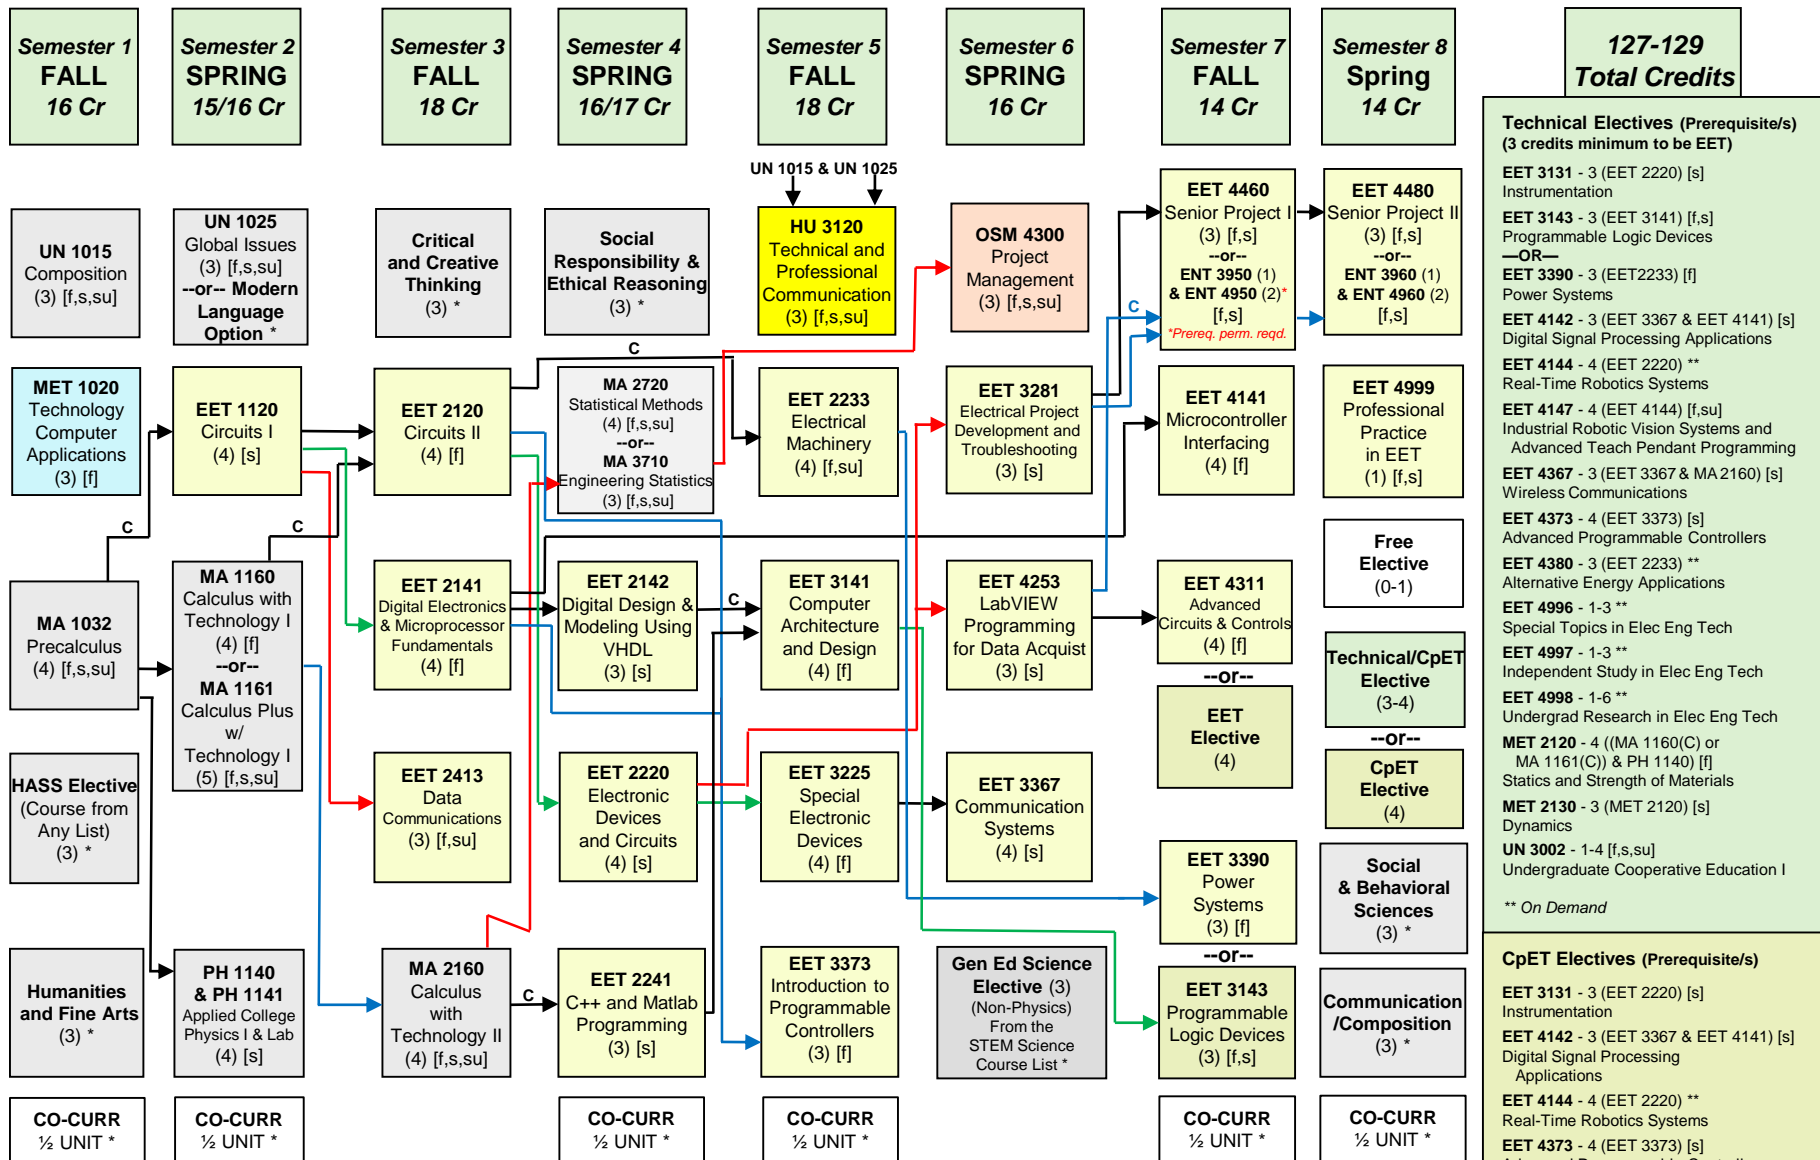 Semester 1
FALL
16 Cr
Semester 2
SPRING
15/16 Cr
Semester 3
FALL
18 Cr
Semester 4
SPRING
16/17 Cr
Semester 5
FALL
18 Cr
Semester 6
SPRING
16 Cr
Semester 7
FALL
14 Cr
Semester 8
Spring
14 Cr
127-129
Total Credits
UN 1015
Composition
(3) [f,s,su]
MET 1020
Technology
Computer
Applications
(3) [f]
C
MA 1032
Precalculus
(4) [f,s,su]
HASS Elective
(Course from
Any List)
(3) *
Humanities
and Fine Arts
(3) *
CO-CURR
½ UNIT *
UN 1025
Global Issues
(3) [f,s,su]
--or-- Modern
Language
Option *
EET 1120
Circuits I
(4) [s]
C
MA 1160
Calculus with
Technology I
(4) [f]
--or--
MA 1161
Calculus Plus
w/
Technology I
(5) [f,s,su]
PH 1140
& PH 1141
Applied College
Physics I & Lab
(4) [s]
CO-CURR
½ UNIT *
Critical
and Creative
Thinking
(3) *
EET 2120
Circuits II
(4) [f]
EET 2141
Digital Electronics
& Microprocessor
Fundamentals
(4) [f]
EET 2413
Data
Communications
(3) [f,su]
MA 2160
Calculus
with
Technology II
(4) [f,s,su]
C
Social
Responsibility &
Ethical Reasoning
(3) *
C
MA 2720
Statistical Methods
(4) [f,s,su]
--or--
MA 3710
Engineering Statistics
(3) [f,s,su]
EET 2142
Digital Design &
Modeling Using
VHDL
(3) [s]
C
EET 2220
Electronic
Devices
and Circuits
(4) [s]
EET 2241
C++ and Matlab
Programming
(3) [s]
CO-CURR
½ UNIT *
UN 1015 & UN 1025
HU 3120
Technical and
Professional
Communication
(3) [f,s,su]
EET 2233
Electrical
Machinery
(4) [f,su]
EET 3141
Computer
Architecture
and Design
(4) [f]
EET 3225
Special
Electronic
Devices
(4) [f]
EET 3373
Introduction to
Programmable
Controllers
(3) [f]
CO-CURR
½ UNIT *
OSM 4300
Project
Management
(3) [f,s,su]
EET 3281
Electrical Project
Development and
Troubleshooting
(3) [s]
EET 4253
LabVIEW
Programming
for Data Acquist
(3) [s]
EET 3367
Communication
Systems
(4) [s]
Gen Ed Science
Elective (3)
(Non-Physics)
From the
STEM Science
Course List *
C
EET 4460
Senior Project I
(3) [f,s]
--or--
ENT 3950 (1)
& ENT 4950 (2)*
[f,s]
*Prereq. perm. reqd.
EET 4141
Microcontroller
Interfacing
(4) [f]
EET 4311
Advanced
Circuits & Controls
(4) [f]
--or--
EET
Elective
(4)
EET 3390
Power
Systems
(3) [f]
--or--
EET 3143
Programmable
Logic Devices
(3) [f,s]
CO-CURR
½ UNIT *
EET 4480
Senior Project II
(3) [f,s]
--or--
ENT 3960 (1)
& ENT 4960 (2)
[f,s]
EET 4999
Professional
Practice
in EET
(1) [f,s]
Free
Elective
(0-1)
Technical/CpET
Elective
(3-4)
--or--
CpET
Elective
(4)
Social
& Behavioral
Sciences
(3) *
Communication
/Composition
(3) *
CO-CURR
½ UNIT *
Technical Electives (Prerequisite/s)
(3 credits minimum to be EET)
EET 3131 - 3 (EET 2220) [s]
Instrumentation
EET 3143 - 3 (EET 3141) [f,s]
Programmable Logic Devices
—OR—
EET 3390 - 3 (EET2233) [f]
Power Systems
EET 4142 - 3 (EET 3367 & EET 4141) [s]
Digital Signal Processing Applications
EET 4144 - 4 (EET 2220) **
Real-Time Robotics Systems
EET 4147 - 4 (EET 4144) [f,su]
Industrial Robotic Vision Systems and
Advanced Teach Pendant Programming
EET 4367 - 3 (EET 3367 & MA 2160) [s]
Wireless Communications
EET 4373 - 4 (EET 3373) [s]
Advanced Programmable Controllers
EET 4380 - 3 (EET 2233) **
Alternative Energy Applications
EET 4996 - 1-3 **
Special Topics in Elec Eng Tech
EET 4997 - 1-3 **
Independent Study in Elec Eng Tech
EET 4998 - 1-6 **
Undergrad Research in Elec Eng Tech
MET 2120 - 4 ((MA 1160(C) or
MA 1161(C)) & PH 1140) [f]
Statics and Strength of Materials
MET 2130 - 3 (MET 2120) [s]
Dynamics
UN 3002 - 1-4 [f,s,su]
Undergraduate Cooperative Education I
** On Demand
CpET Electives (Prerequisite/s)
EET 3131 - 3 (EET 2220) [s]
Instrumentation
EET 4142 - 3 (EET 3367 & EET 4141) [s]
Digital Signal Processing
Applications
EET 4144 - 4 (EET 2220) **
Real-Time Robotics Systems
EET 4373 - 4 (EET 3373) [s]